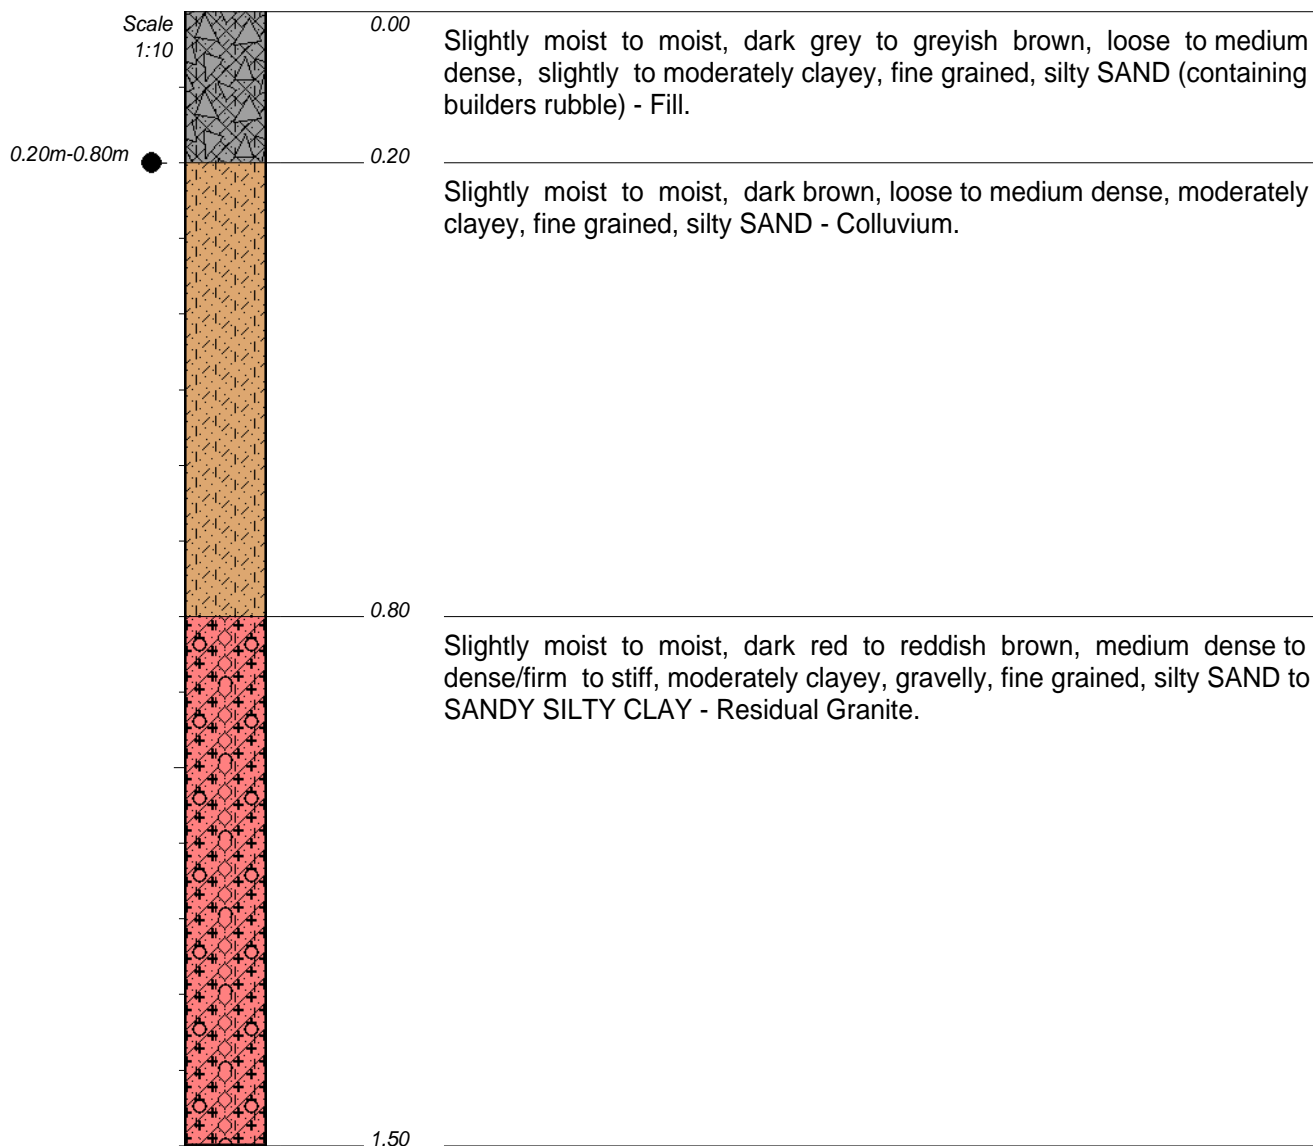 Scale
1:10
0.00
Slightly moist to moist, dark grey to greyish brown, loose to medium
dense, slightly to moderately clayey, fine grained, silty SAND (containing
builders rubble) - Fill.
0.20m-0.80m
0.20
Slightly moist to moist, dark brown, loose to medium dense, moderately
clayey, fine grained, silty SAND - Colluvium.
0.80
Slightly moist to moist, dark red to reddish brown, medium dense to
dense/firm to stiff, moderately clayey, gravelly, fine grained, silty SAND to
SANDY SILTY CLAY - Residual Granite.
1.50